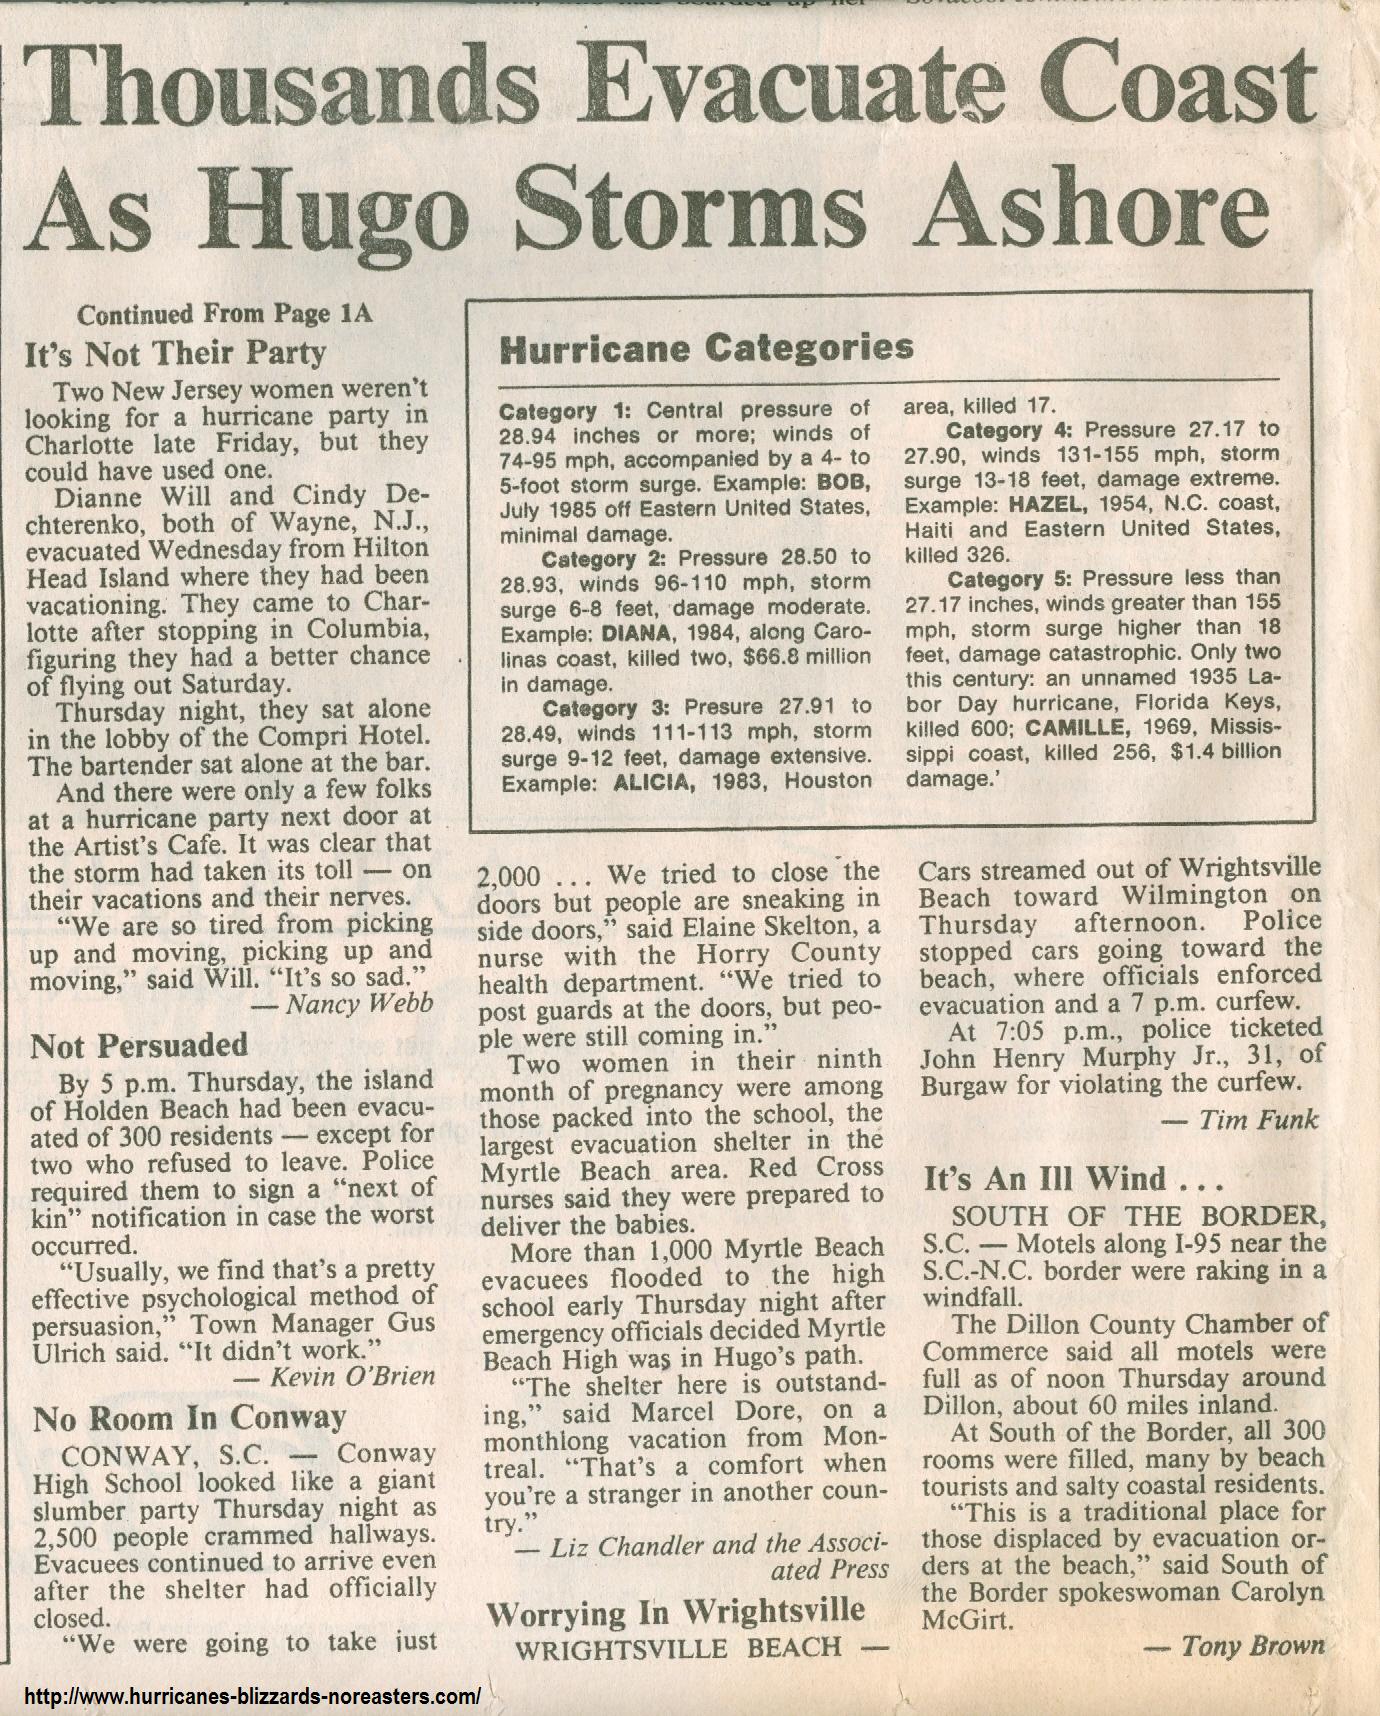 Thousands Evacuate Coast
As Hugo Storms Ashore
Continued From Page 1A
It's Not Their Party
Two New Jersey women weren't
looking for a hurricane party in
Charlotte late Friday, but they
could have used one.
Dianne Will and Cindy De-
chterenko, both of Wayne, N.J.,
evacuated Wednesday from Hilton
Head Island where they had been
vacationing. They came to Char-
lotte after stopping in Columbia,
figuring they had a better chance
of flying out Saturday.
Thursday night, they sat alone
in the lobby of the Compri Hotel.
The bartender sat alone at the bar.
And there were only a few folks
at a hurricane party next door at
the Artist's Cafe. It was clear that
the storm had taken its toll — on
their vacations and their nerves.
“We are so tired from picking
up and moving, picking up and
moving,” said Will. “It's so sad.”
— Nancy Webb
Not Persuaded
By 5 p.m. Thursday, the island
of Holden Beach had been evacu-
ated of 300 residents — except for
two who refused to leave. Police
required them to sign a “next of
kin” notification in case the worst
occurred.
“Usually, we find that's a pretty
effective psychological method of
persuasion,” Town Manager Gus
Ulrich said. “It didn't work.”
— Kevin O'Brien
No Room In Conway
CONWAY, S.C. — Conway
High School looked like a giant
slumber party Thursday night as
2,500 people crammed hallways.
Evacuees continued to arrive even
after the shelter had officially
closed.
“We were going to take just
Hurricane Categories
Category 1: Central pressure of
28.94 inches or more; winds of
74-95 mph, accompanied by a 4- to
5-foot storm surge. Example: BOB,
July 1985 off Eastern United States,
minimal damage.
Category 2: Pressure 28.50 to
28.93, winds 96-110 mph, storm
surge 6-8 feet, damage moderate.
Example: DIANA, 1984, along Caro-
linas coast, killed two, $66.8 million
in damage.
Category 3: Presure 27.91 to
28.49, winds 111-113 mph, storm
surge 9-12 feet, damage extensive.
Example: ALICIA, 1983, Houston
area, killed 17.
Category 4: Pressure 27.17 to
27.90, winds 131-155 mph, storm
surge 13-18 feet, damage extreme.
Example: HAZEL, 1954, N.C. coast,
Haiti and Eastern United States,
killed 326.
Category 5: Pressure less than
27.17 inches, winds greater than 155
mph, storm surge higher than 18
feet, damage catastrophic. Only two
this century: an unnamed 1935 La-
bor Day hurricane, Florida Keys,
killed 600; CAMILLE, 1969, Missis-
sippi coast, killed 256, $1.4 billion
damage.'
2,000 ... We tried to close the
doors but people are sneaking in
side doors,” said Elaine Skelton, a
nurse with the Horry County
health department. “We tried to
post guards at the doors, but peo-
ple were still coming in.”
Two women in their ninth
month of pregnancy were among
those packed into the school, the
largest evacuation shelter in the
Myrtle Beach area. Red Cross
nurses said they were prepared to
deliver the babies.
More than 1,000 Myrtle Beach
evacuees flooded to the high
school early Thursday night after
emergency officials decided Myrtle
Beach High was in Hugo's path.
“The shelter here is outstand-
ing,” said Marcel Dore, on a
monthlong vacation from Mon-
treal. “That's a comfort when
you're a stranger in another coun-
try.”
— Liz Chandler and the Associ-
ated Press
Worrying In Wrightsville
WRIGHTSVILLE BEACH —
Cars streamed out of Wrightsville
Beach toward Wilmington on
Thursday afternoon. Police
stopped cars going toward the
beach, where officials enforced
evacuation and a 7 p.m. curfew.
At 7:05 p.m., police ticketed
John Henry Murphy Jr., 31, of
Burgaw for violating the curfew.
— Tim Funk
It's An Ill Wind . . .
SOUTH OF THE BORDER,
S.C. — Motels along I-95 near the
S.C.-N.C. border were raking in a
windfall.
The Dillon County Chamber of
Commerce said all motels were
full as of noon Thursday around
Dillon, about 60 miles inland.
At South of the Border, all 300
rooms were filled, many by beach
tourists and salty coastal residents.
“This is a traditional place for
those displaced by evacuation or-
ders at the beach,” said South of
the Border spokeswoman Carolyn
McGirt.
— Tony Brown
http://www.hurricanes-blizzards-noreasters.com/